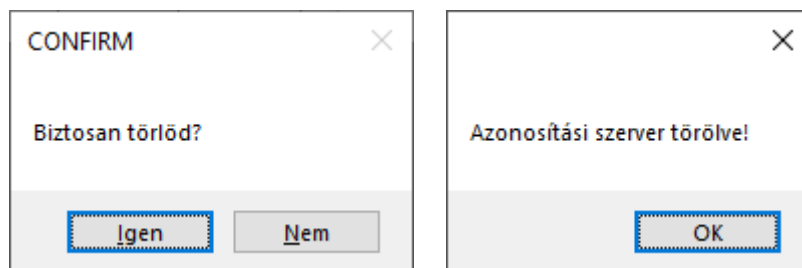 CONFIRM
Biztosan törlöd?
Igen
Nem
Azonosítási szerver törölve!
OK